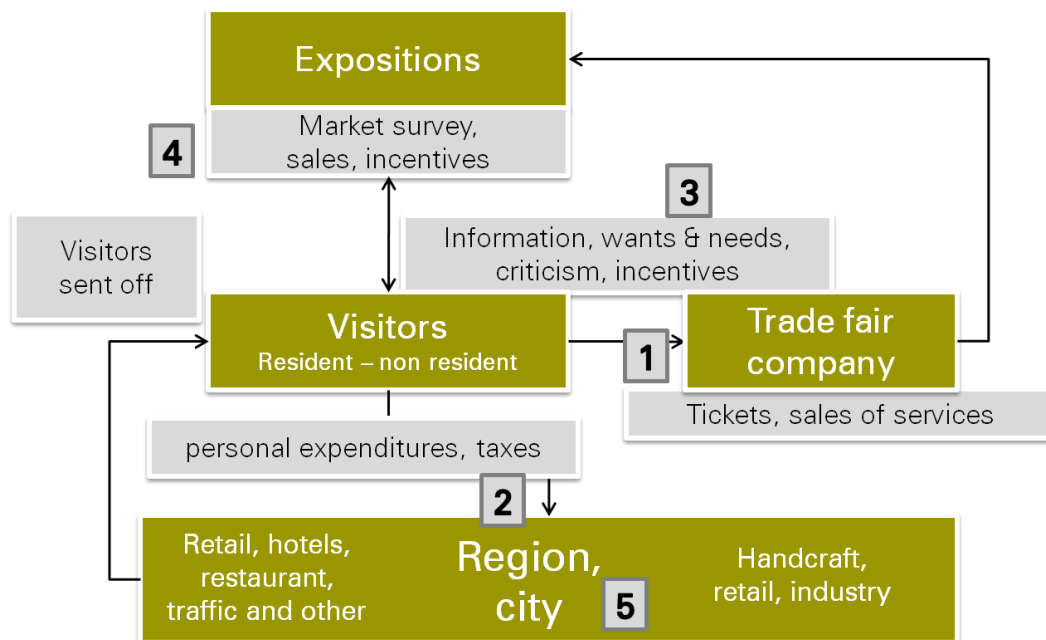 Expositions
Market survey,
sales, incentives
4
3
Visitors
sent off
Information, wants & needs,
criticism, incentives
Visitors
Resident – non resident
1
Trade fair
company
Tickets, sales of services
personal expenditures, taxes
2
Retail, hotels,
restaurant,
traffic and other
Region,
city
5
Handcraft,
retail, industry